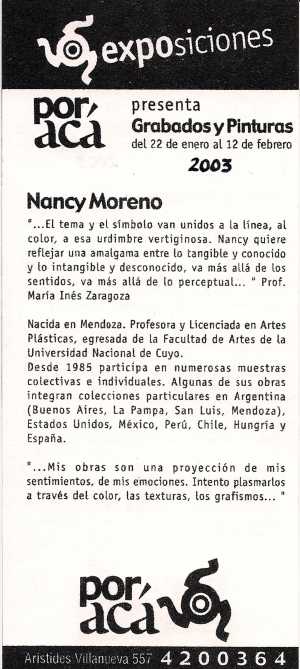 exposiciones
por
acá
presenta
Grabados y Pinturas
del 22 de enero al 12 de febrero
2003
Nancy Moreno
"...El tema y el símbolo van unidos a la línea, al
color, a esa urdimbre vertiginosa. Nancy quiere
reflejar una amalgama entre lo tangible y conocido
y lo intangible y desconocido, va más allá de los
sentidos, va más allá de lo perceptual... " Prof.
María Inés Zaragoza
Nacida en Mendoza. Profesora y Licenciada en Artes
Plásticas, egresada de la Facultad de Artes de la
Universidad Nacional de Cuyo.
Desde 1985 participa en numerosas muestras
colectivas e individuales. Algunas de sus obras
integran colecciones particulares en Argentina
(Buenos Aires, La Pampa, San Luis, Mendoza),
Estados Unidos, México, Perú, Chile, Hungría y
España.
"...Mis obras son una proyección de mis
sentimientos, de mis emociones. Intento plasmarlos
a través del color, las texturas, los grafismos... "
por
acá
Arístides Villanueva 557 4200364